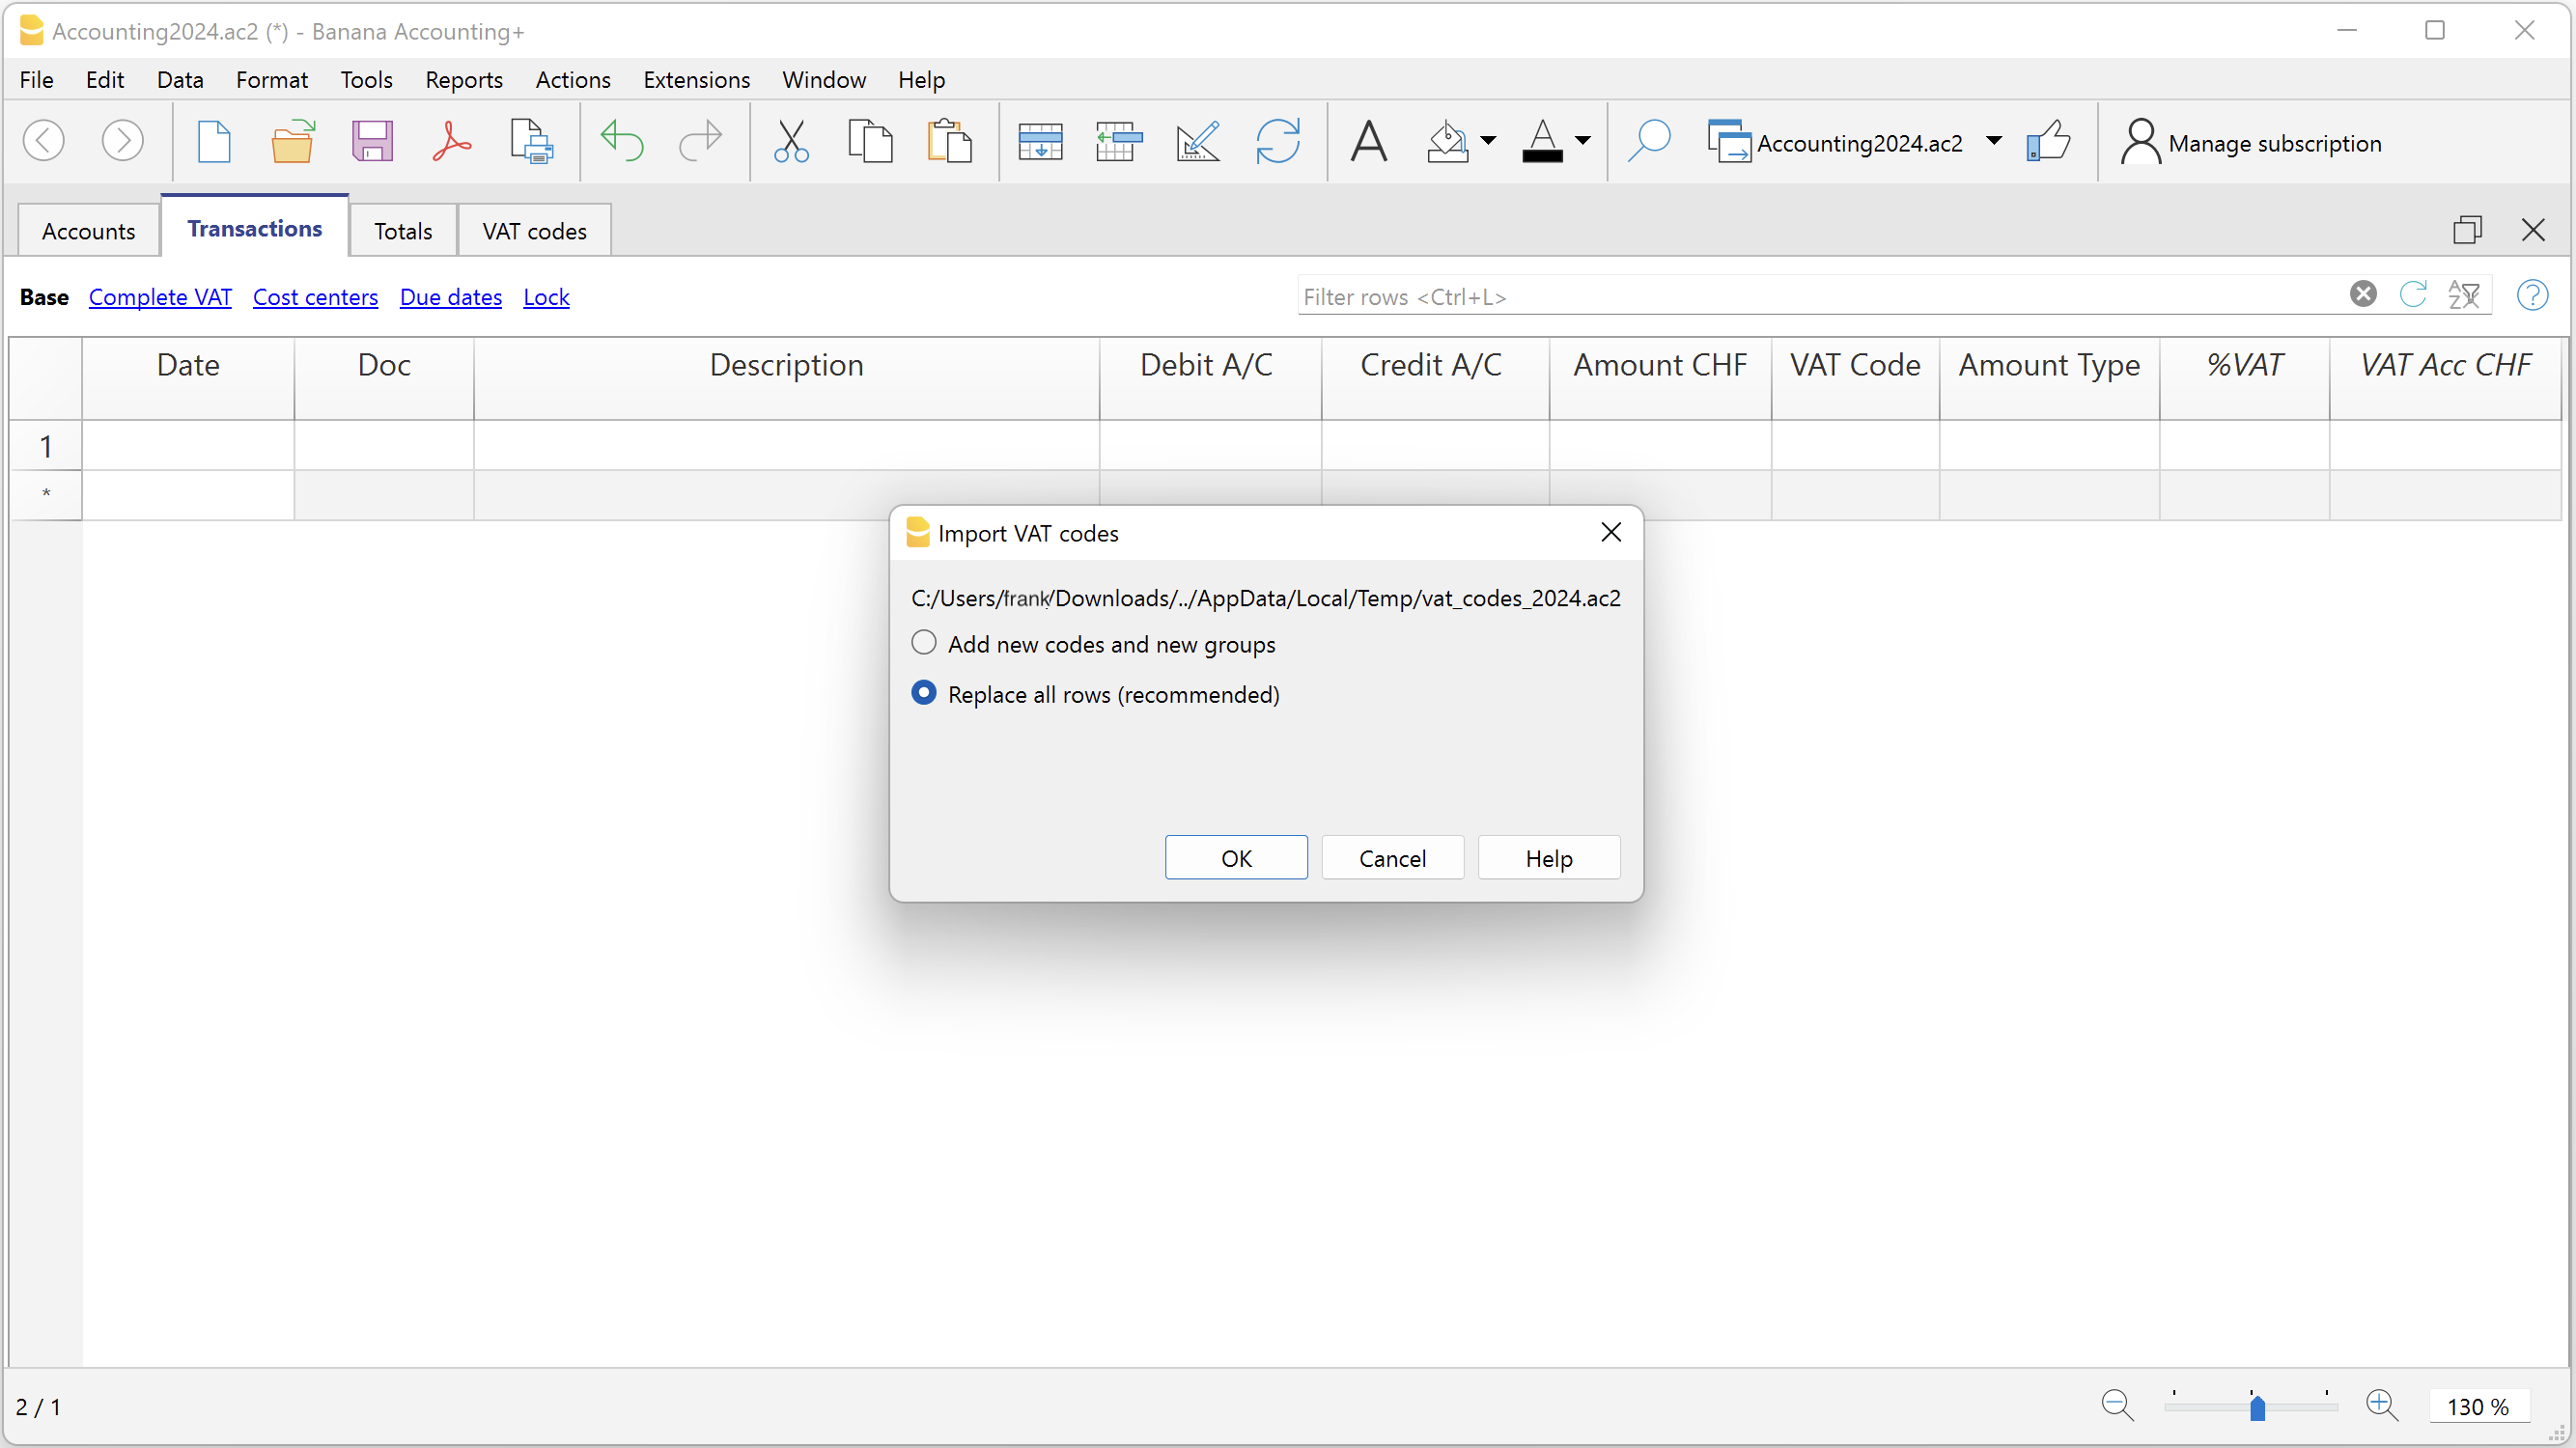 Accounting2024.ac2 (*) - Banana Accounting+
File Edit Data Format Tools Reports Actions Extensions Window Help
Accounting2024.ac2 Manage subscription
Accounts Transactions Totals VAT codes
Base Complete VAT Cost centers Due dates Lock Filter rows <Ctrl+L>
Date Doc Description Debit A/C Credit A/C Amount CHF VAT Code Amount Type %VAT VAT Acc CHF
1
*
Import VAT codes
C:/Users/frank/Downloads/../AppData/Local/Temp/vat_codes_2024.ac2
Add new codes and new groups
Replace all rows (recommended)
OK Cancel Help
2 / 1 130 %